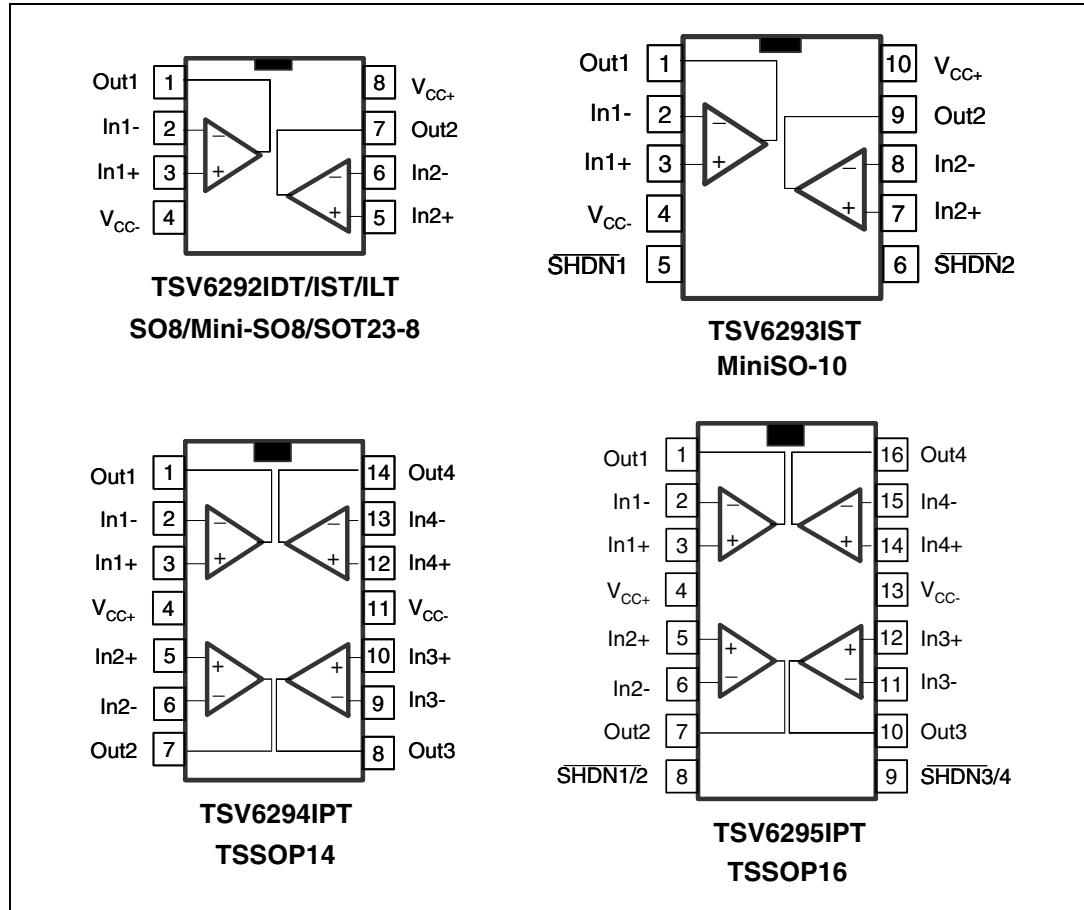 Out1 1 8 VCC+
In1- 2 − 7 Out2
In1+ 3 + − 6 In2-
VCC- 4 + 5 In2+
TSV6292IDT/IST/ILT
SO8/Mini-SO8/SOT23-8
Out1 1 10 VCC+
In1- 2 − 9 Out2
In1+ 3 + − 8 In2-
VCC- 4 + 7 In2+
SHDN1 5 6 SHDN2
TSV6293IST
MiniSO-10
Out1 1 14 Out4
In1- 2 − − 13 In4-
In1+ 3 + + 12 In4+
VCC+ 4 11 VCC-
In2+ 5 + + 10 In3+
In2- 6 − − 9 In3-
Out2 7 8 Out3
TSV6294IPT
TSSOP14
Out1 1 16 Out4
In1- 2 − − 15 In4-
In1+ 3 + + 14 In4+
VCC+ 4 13 VCC-
In2+ 5 + + 12 In3+
In2- 6 − − 11 In3-
Out2 7 10 Out3
SHDN1/2 8 9 SHDN3/4
TSV6295IPT
TSSOP16